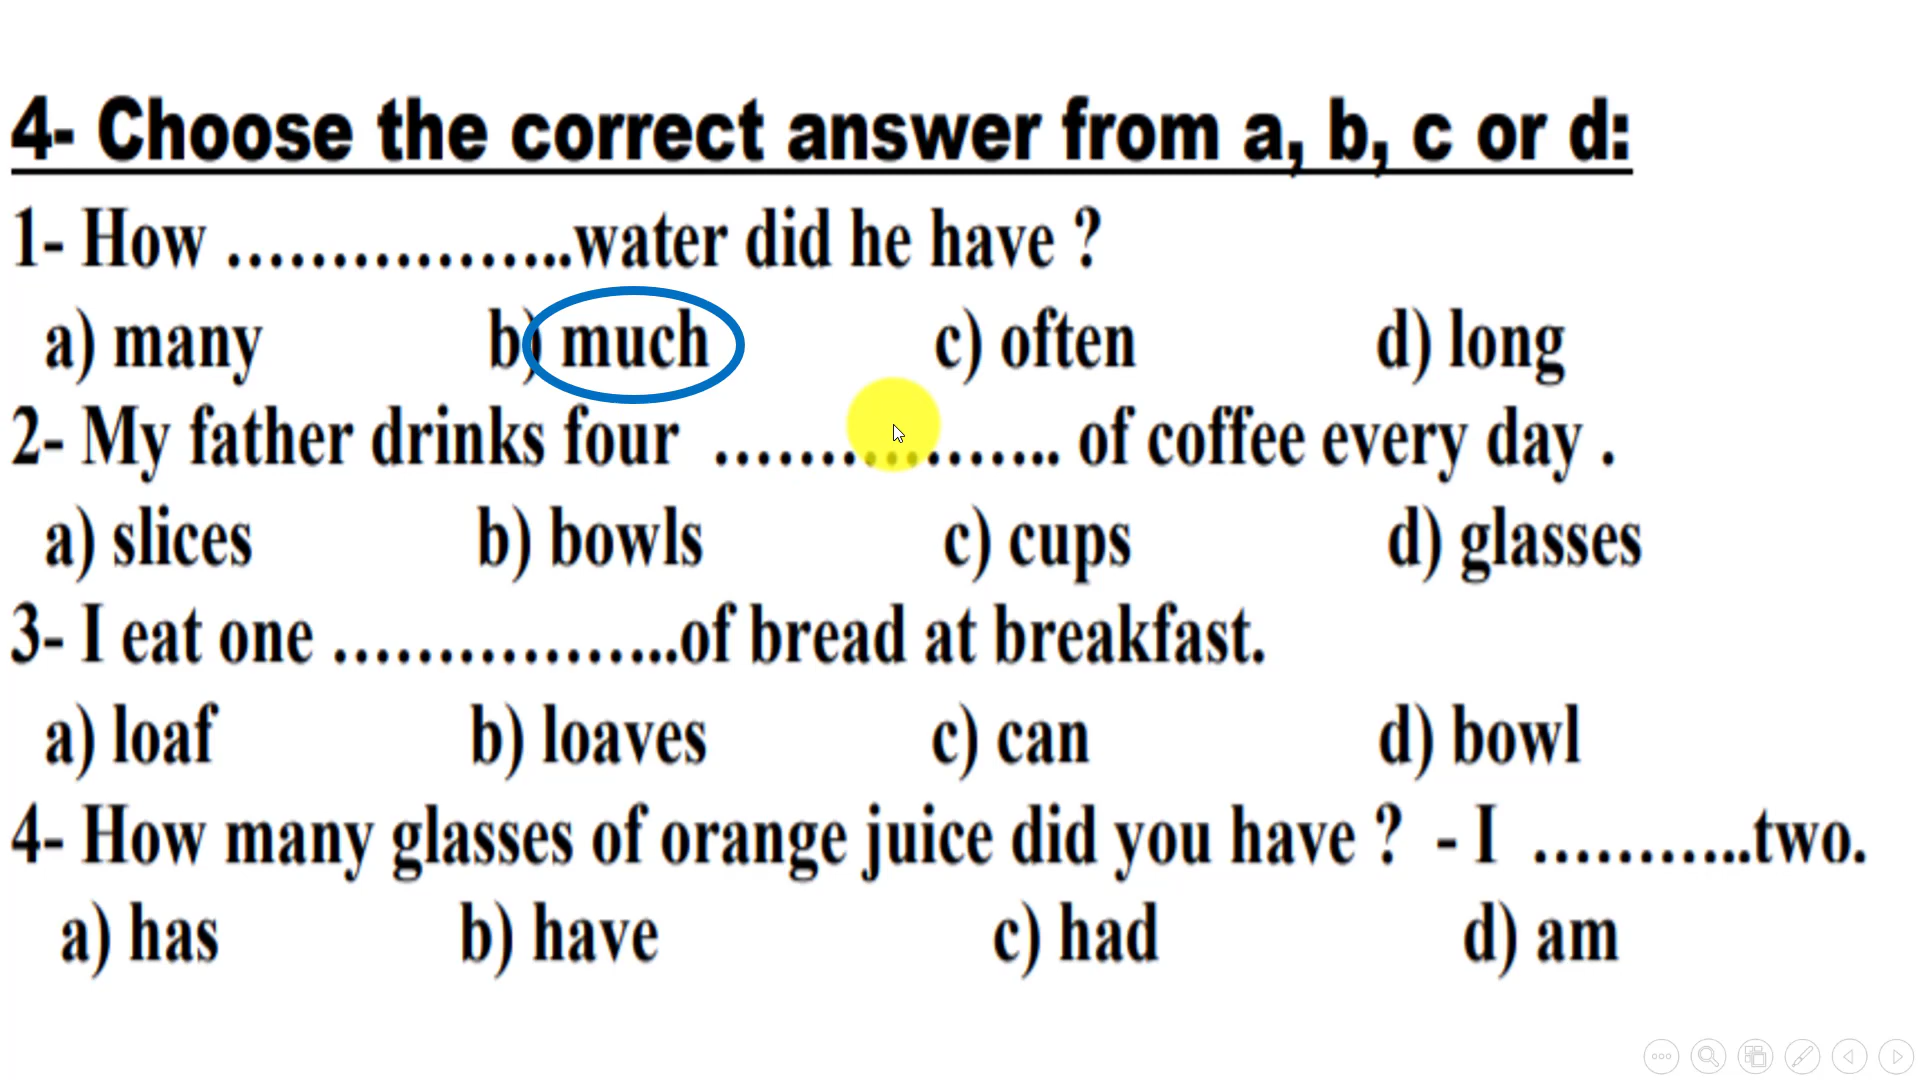 4- Choose the correct answer from a, b, c or d:
1- How ………………..water did he have ?
a) many b) much c) often d) long
2- My father drinks four …………….. of coffee every day .
a) slices b) bowls c) cups d) glasses
3- I eat one ………………..of bread at breakfast.
a) loaf b) loaves c) can d) bowl
4- How many glasses of orange juice did you have ? - I ………..two.
a) has b) have c) had d) am